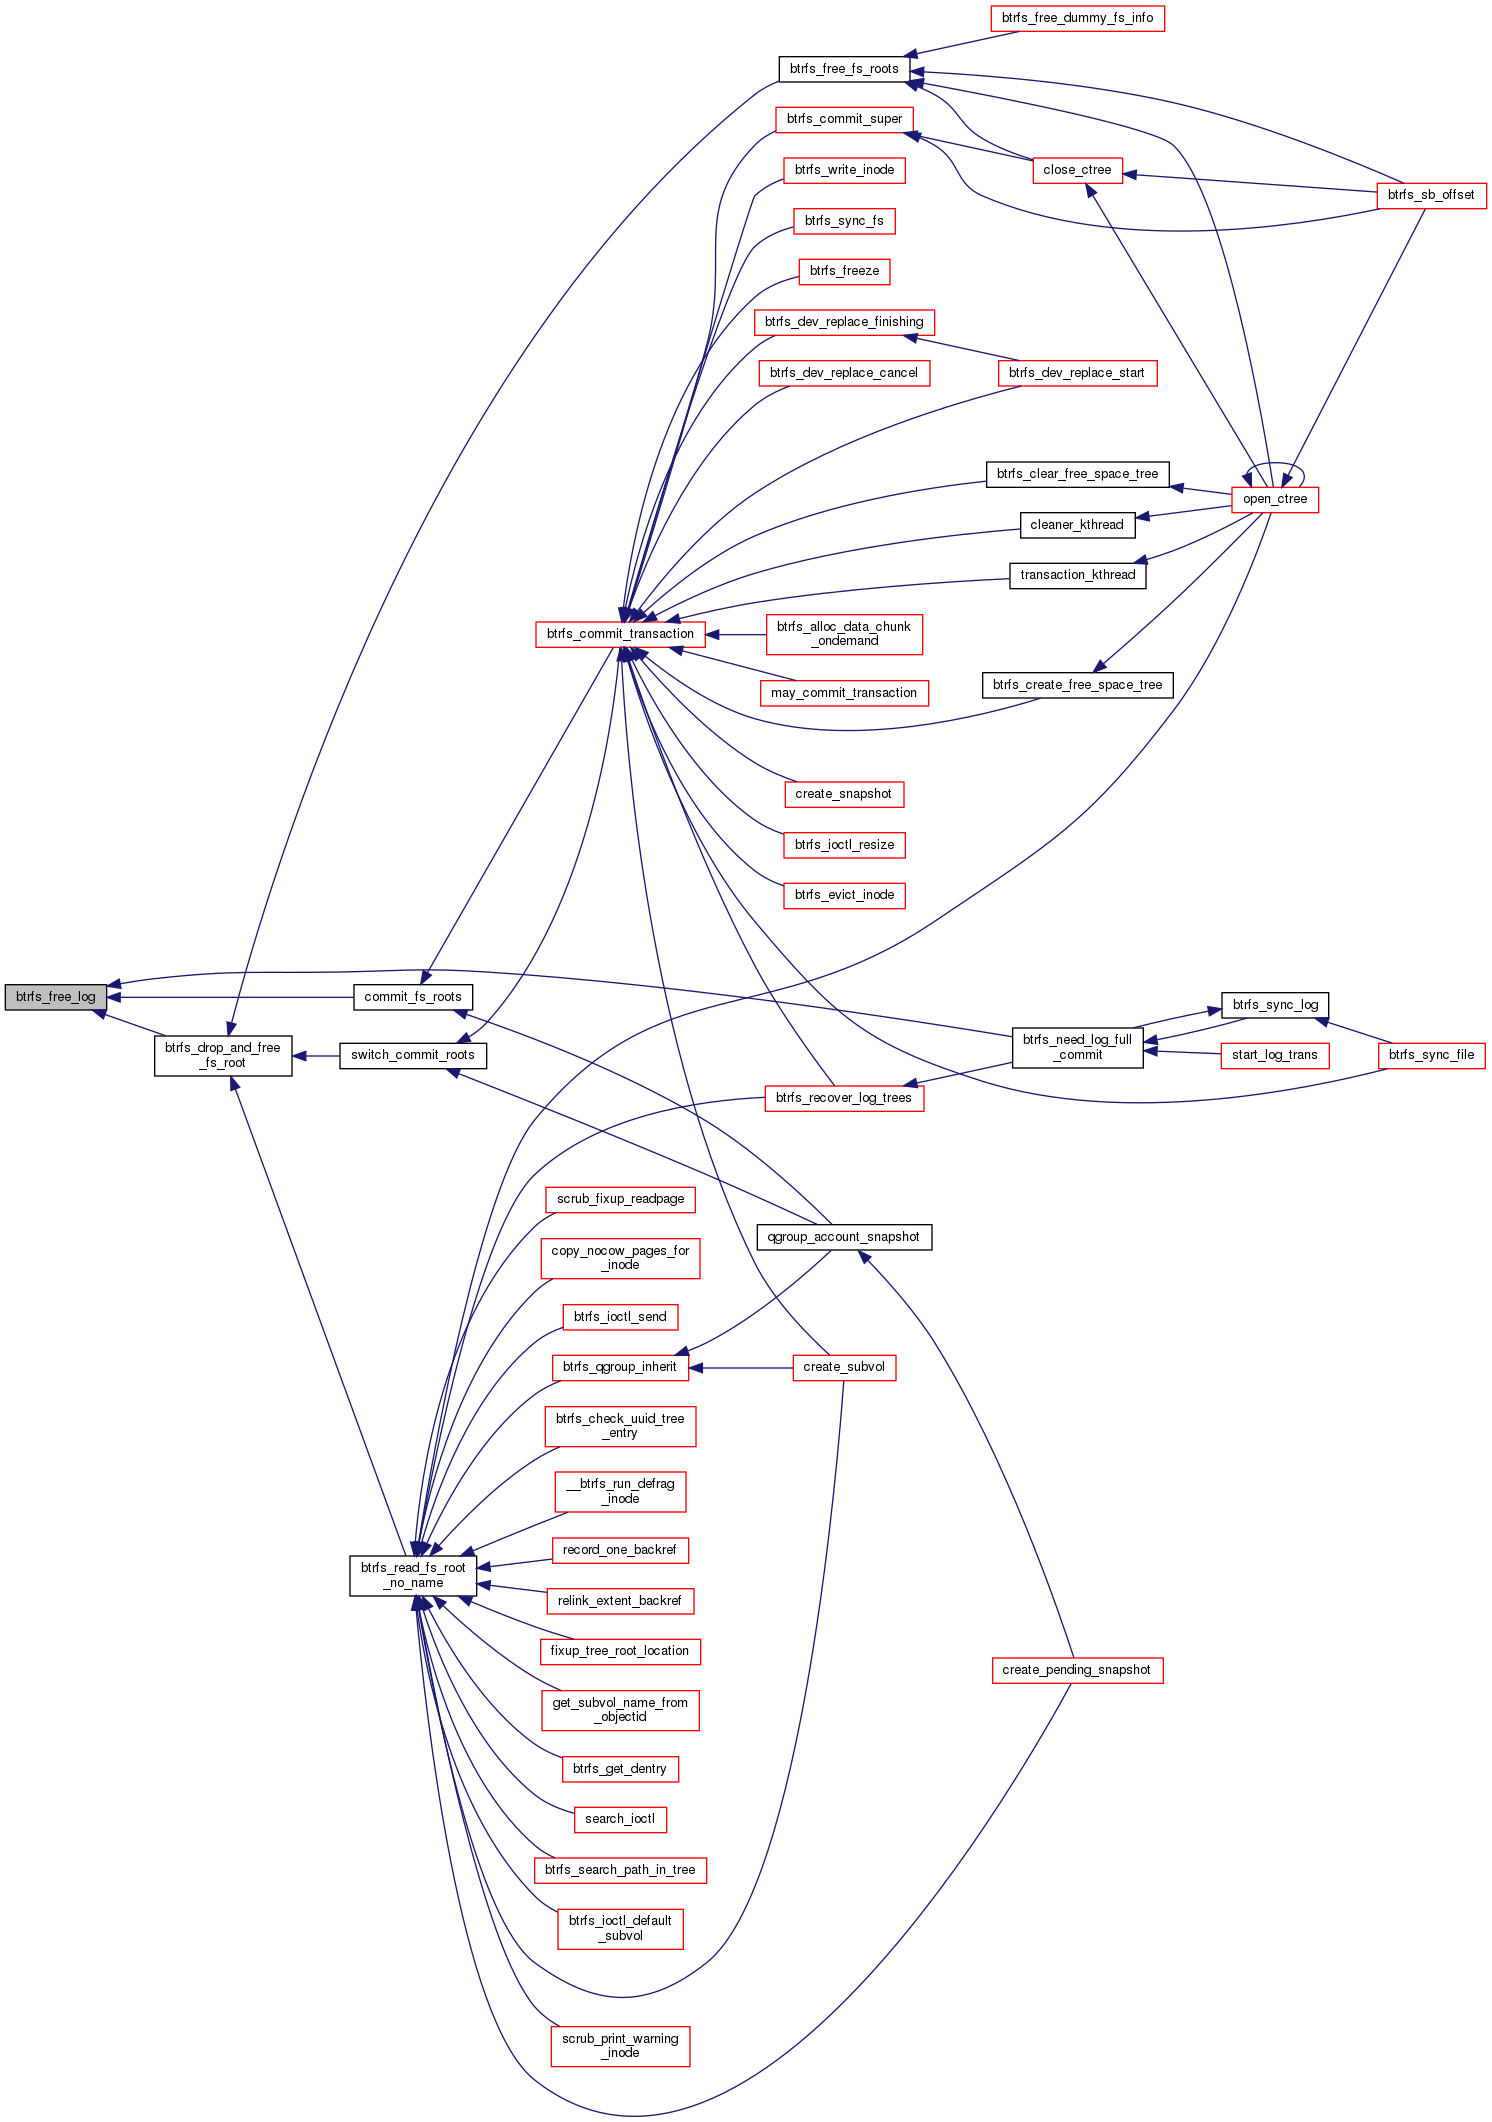 btrfs_free_dummy_fs_info
btrfs_free_fs_roots
btrfs_commit_super
btrfs_write_inode
close_ctree
btrfs_sb_offset
btrfs_sync_fs
btrfs_freeze
btrfs_dev_replace_finishing
btrfs_dev_replace_cancel
btrfs_dev_replace_start
btrfs_clear_free_space_tree
open_ctree
cleaner_kthread
transaction_kthread
btrfs_commit_transaction
btrfs_alloc_data_chunk
_ondemand
may_commit_transaction
btrfs_create_free_space_tree
create_snapshot
btrfs_ioctl_resize
btrfs_evict_inode
btrfs_free_log
commit_fs_roots
btrfs_sync_log
btrfs_drop_and_free
_fs_root
switch_commit_roots
btrfs_need_log_full
_commit
start_log_trans
btrfs_sync_file
btrfs_recover_log_trees
scrub_fixup_readpage
qgroup_account_snapshot
copy_nocow_pages_for
_inode
btrfs_ioctl_send
btrfs_qgroup_inherit
create_subvol
btrfs_check_uuid_tree
_entry
__btrfs_run_defrag
_inode
record_one_backref
btrfs_read_fs_root
_no_name
relink_extent_backref
fixup_tree_root_location
create_pending_snapshot
get_subvol_name_from
_objectid
btrfs_get_dentry
search_ioctl
btrfs_search_path_in_tree
btrfs_ioctl_default
_subvol
scrub_print_warning
_inode